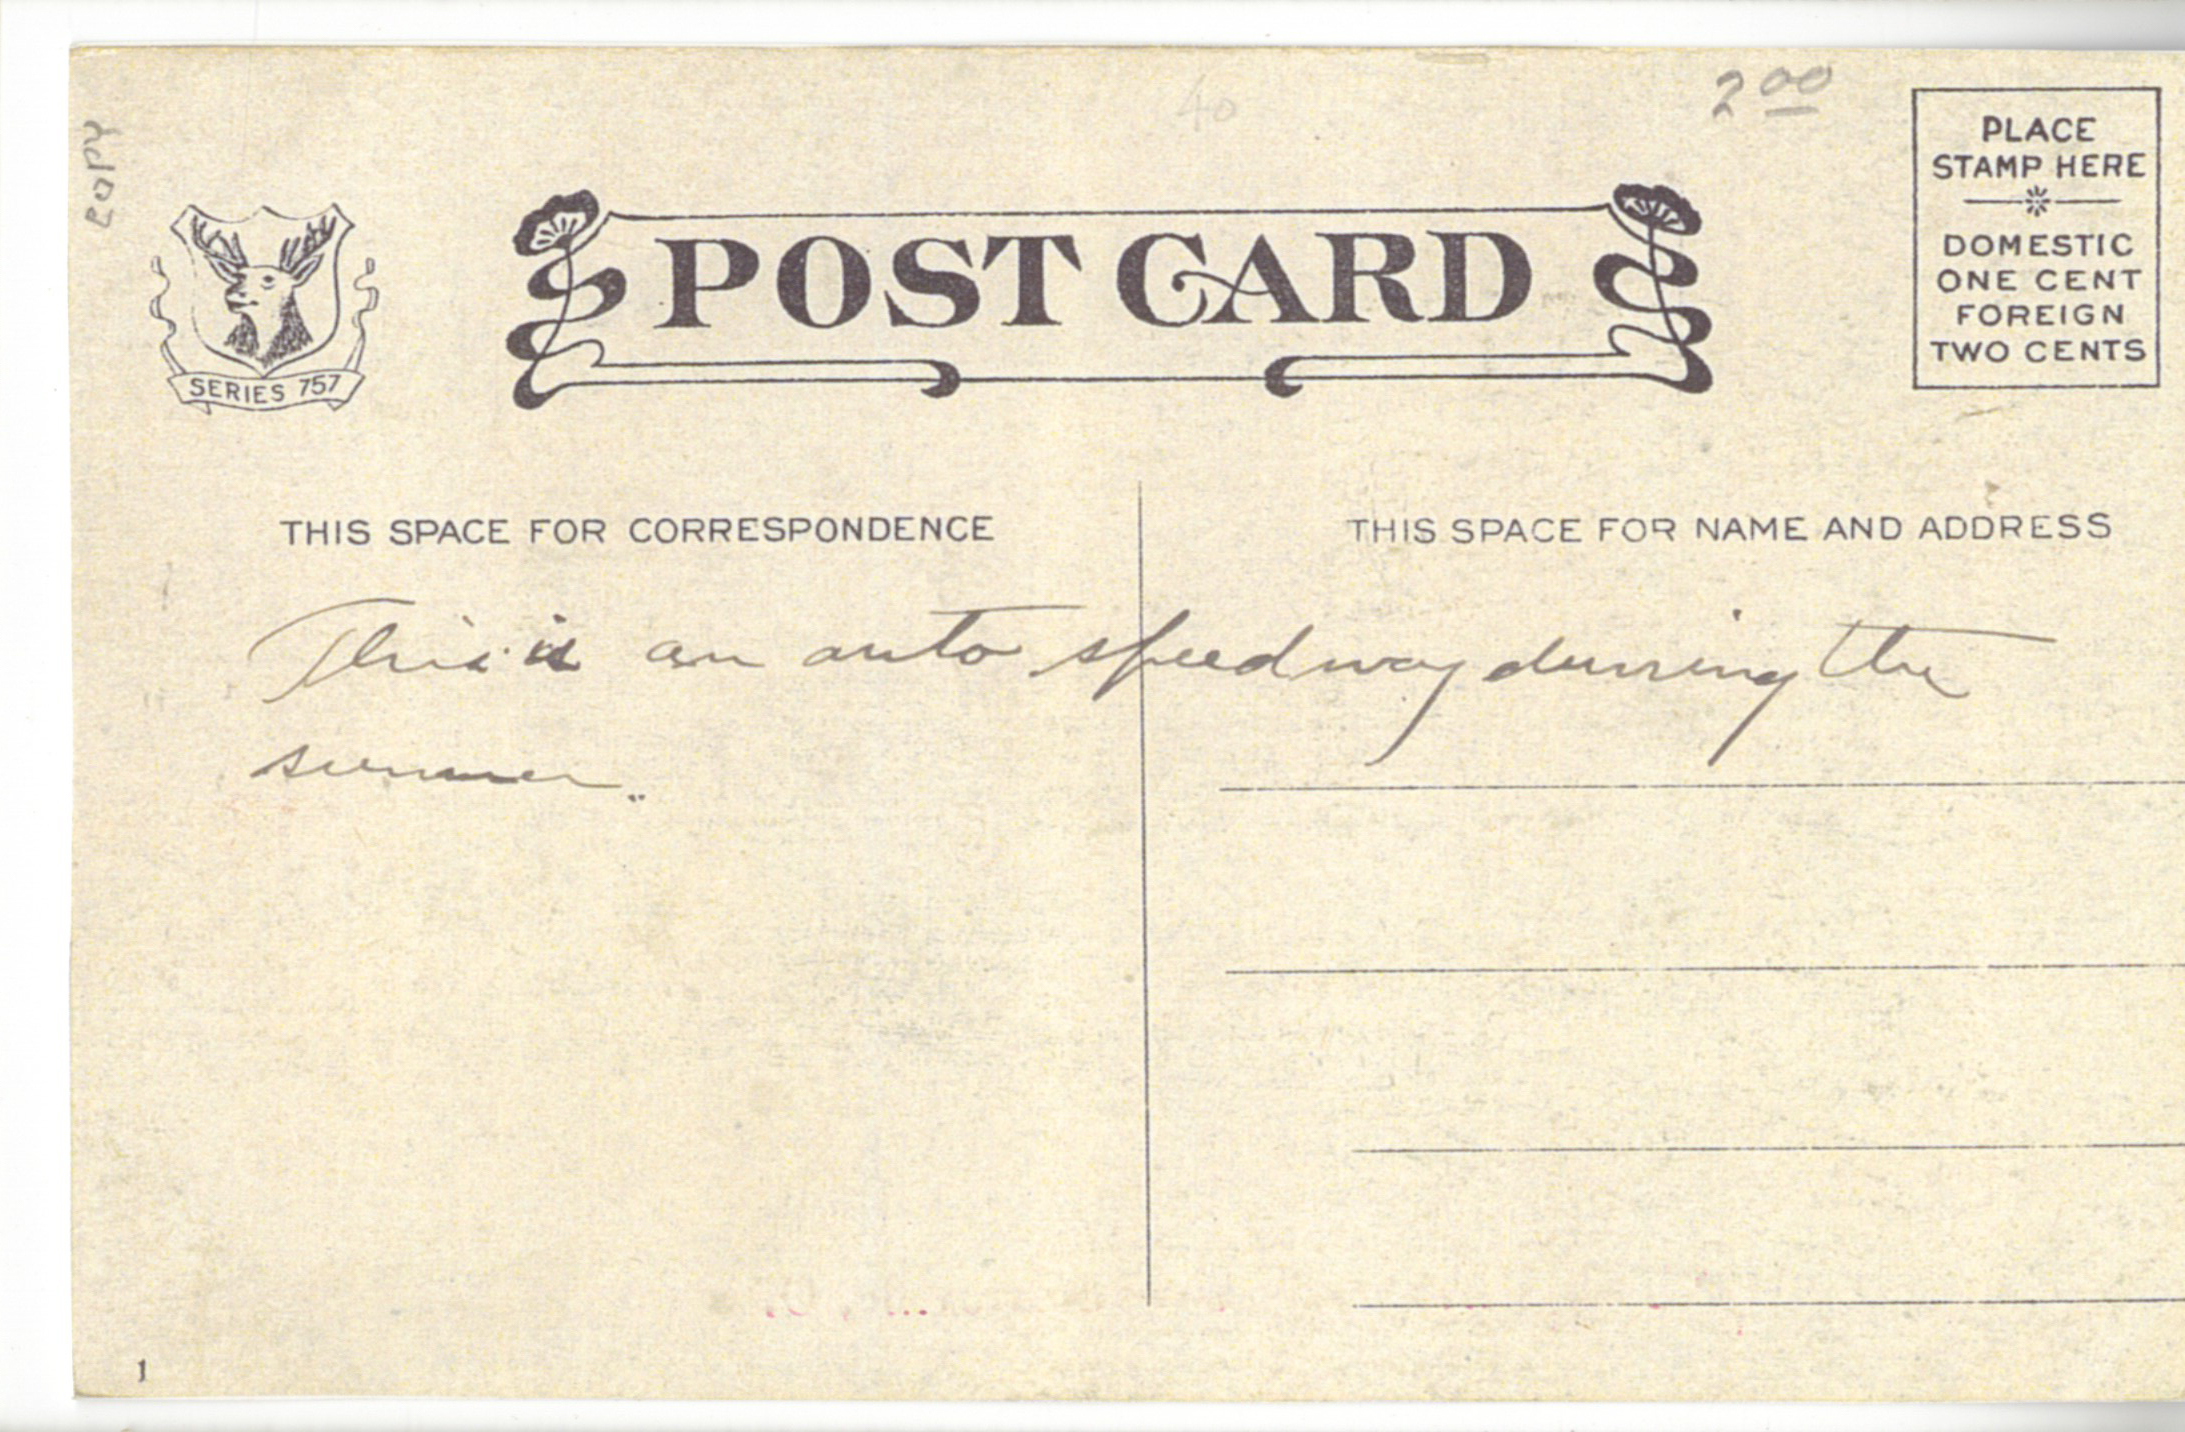 copy
40
2 00
SERIES 757
POST CARD
PLACE
STAMP HERE
DOMESTIC
ONE CENT
FOREIGN
TWO CENTS
THIS SPACE FOR CORRESPONDENCE
THIS SPACE FOR NAME AND ADDRESS
This is an auto speedway durring the
summer.
1